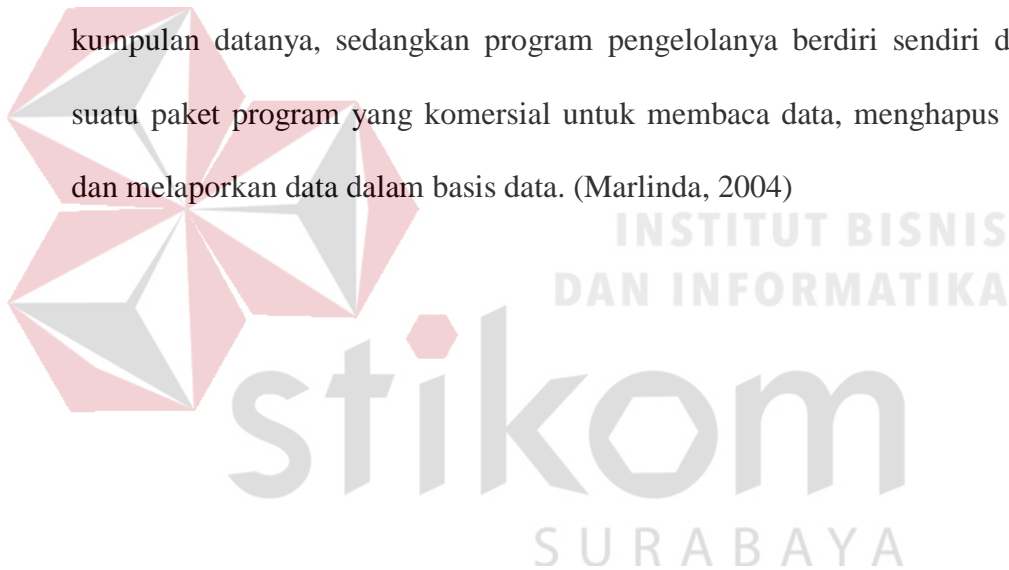 kumpulan datanya, sedangkan program pengelolanya berdiri sendiri d
suatu paket program yang komersial untuk membaca data, menghapus
dan melaporkan data dalam basis data. (Marlinda, 2004)
INSTITUT BISNIS
DAN INFORMATIKA
stikom
SURABAYA